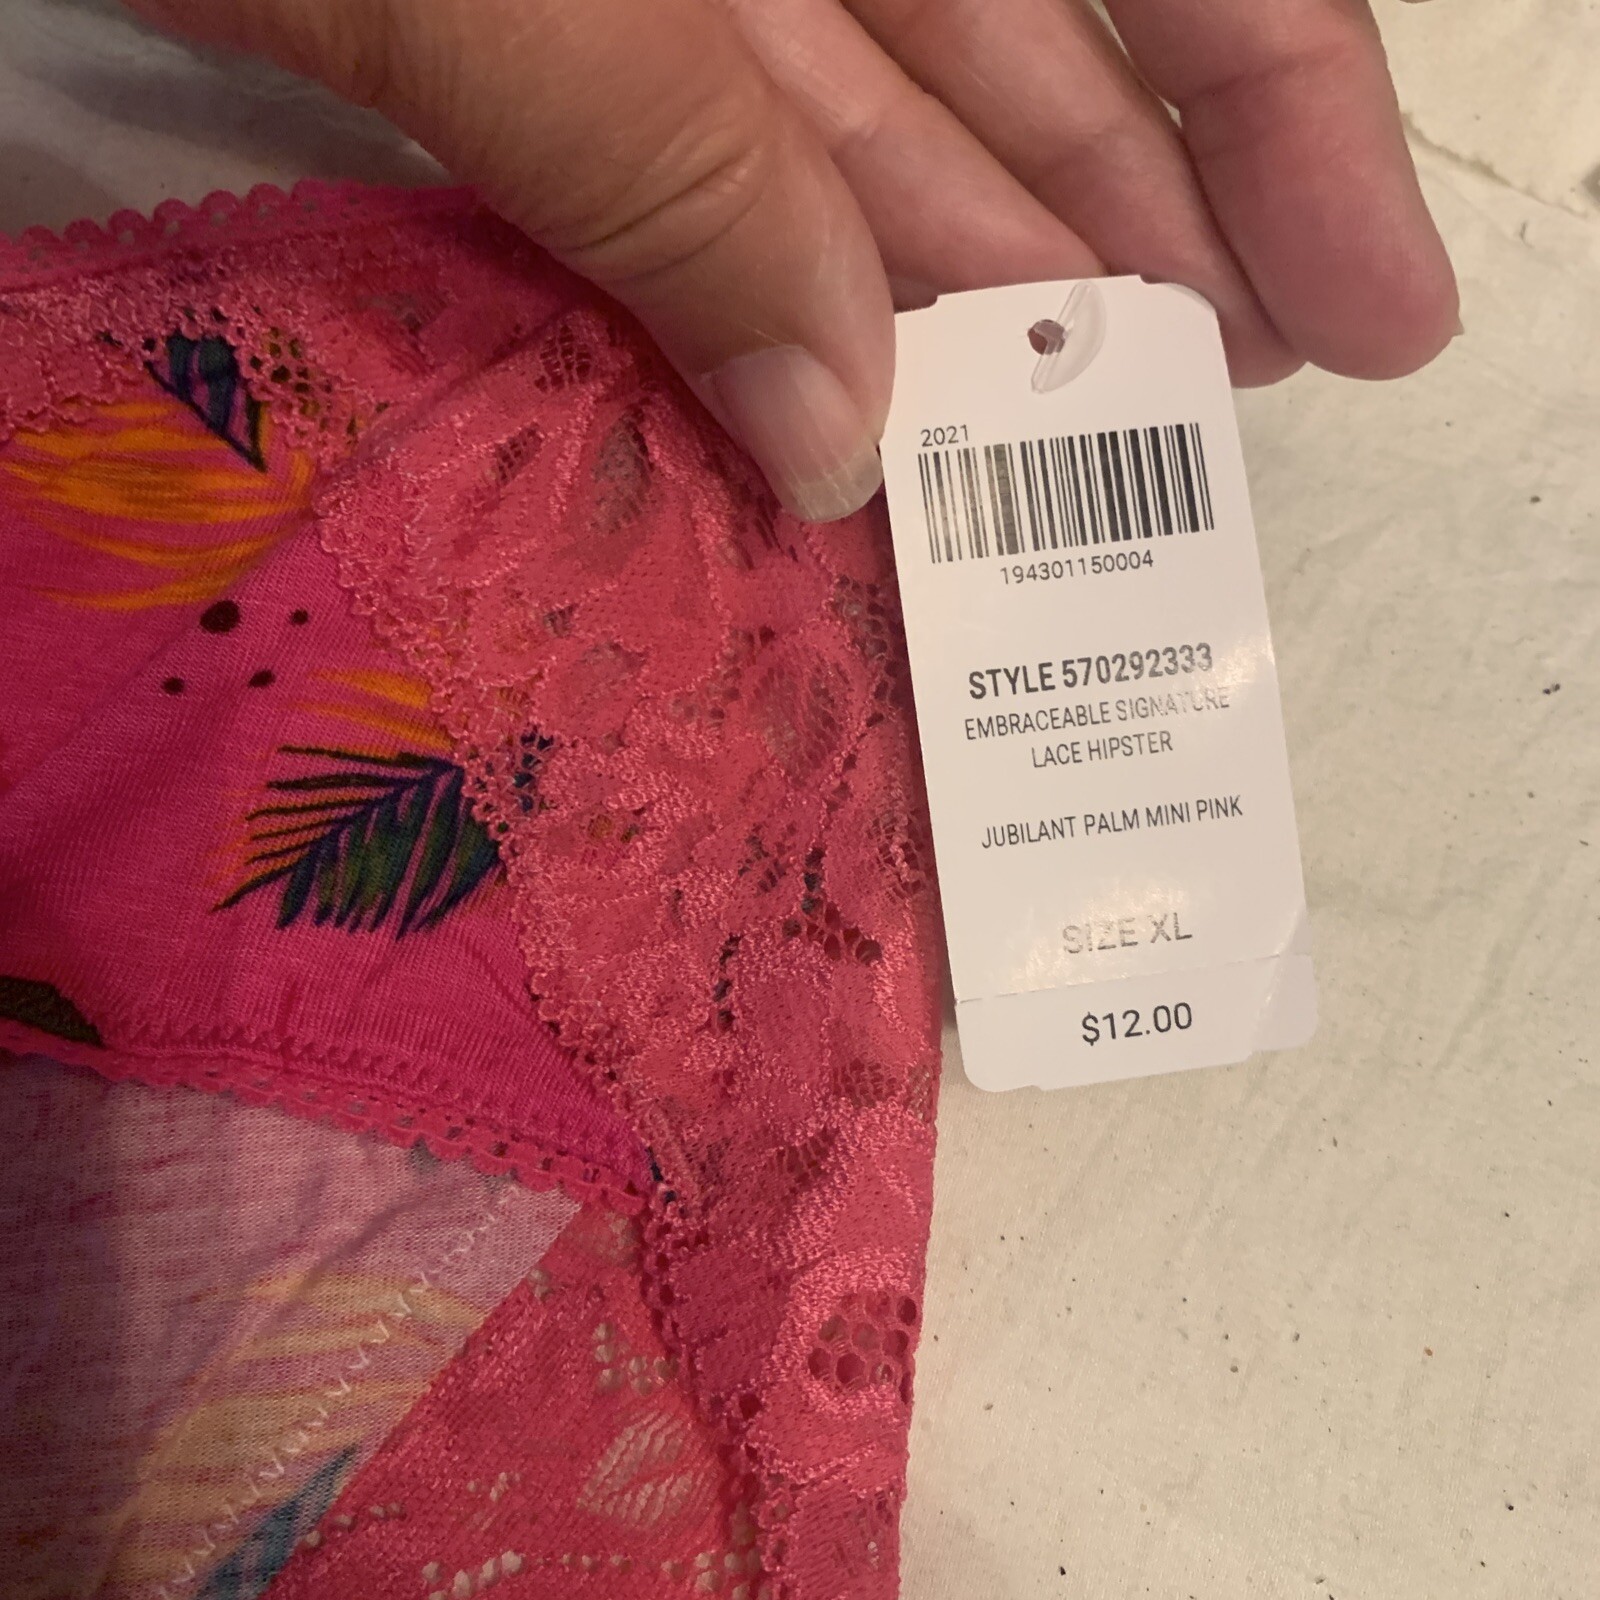 2021
194301150004
STYLE 570292333
EMBRACEABLE SIGNATURE
LACE HIPSTER
JUBILANT PALM MINI PINK
SIZE XL
$12.00